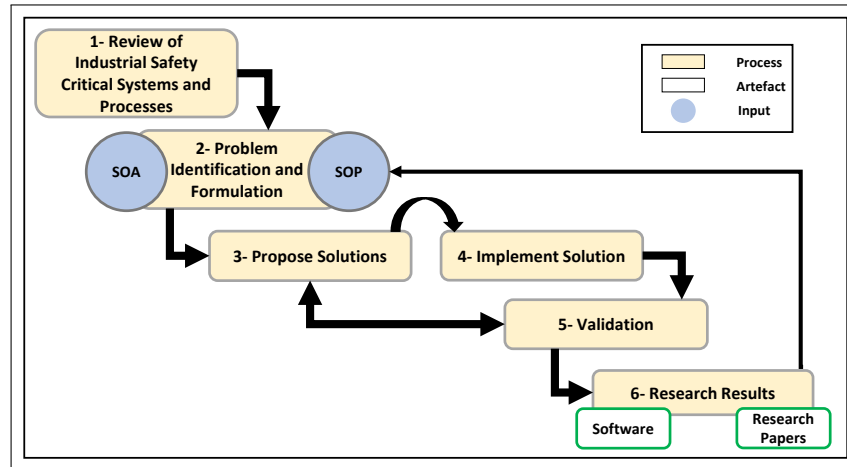 1- Review of
Industrial Safety
Critical Systems and
Processes
Process
Artefact
Input
SOA
2- Problem
Identification and
Formulation
SOP
3- Propose Solutions
4- Implement Solution
5- Validation
6- Research Results
Software
Research
Papers